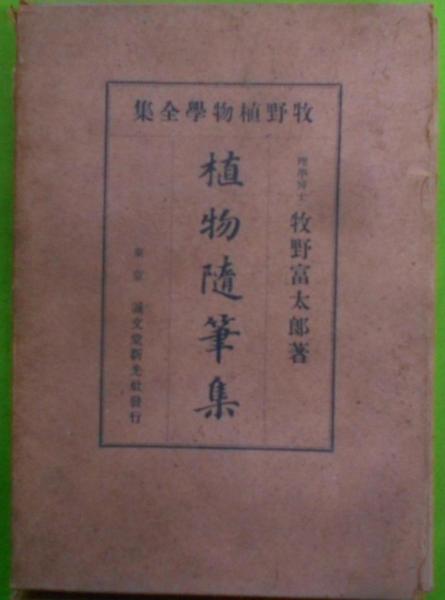 牧野植物學全集
理學博士 牧野富太郎著
植物隨筆集
東京 誠文堂新光社發行